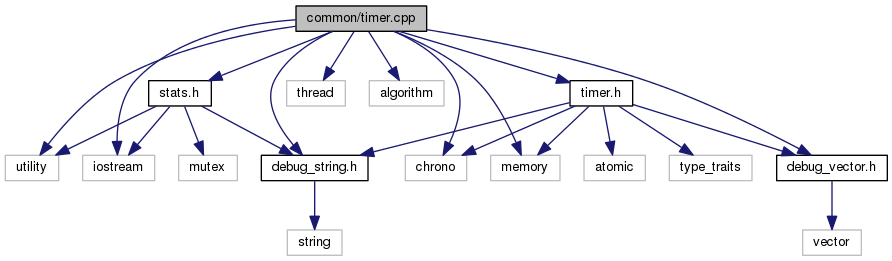 common/timer.cpp
stats.h
thread
algorithm
timer.h
utility
iostream
mutex
debug_string.h
chrono
memory
atomic
type_traits
debug_vector.h
string
vector